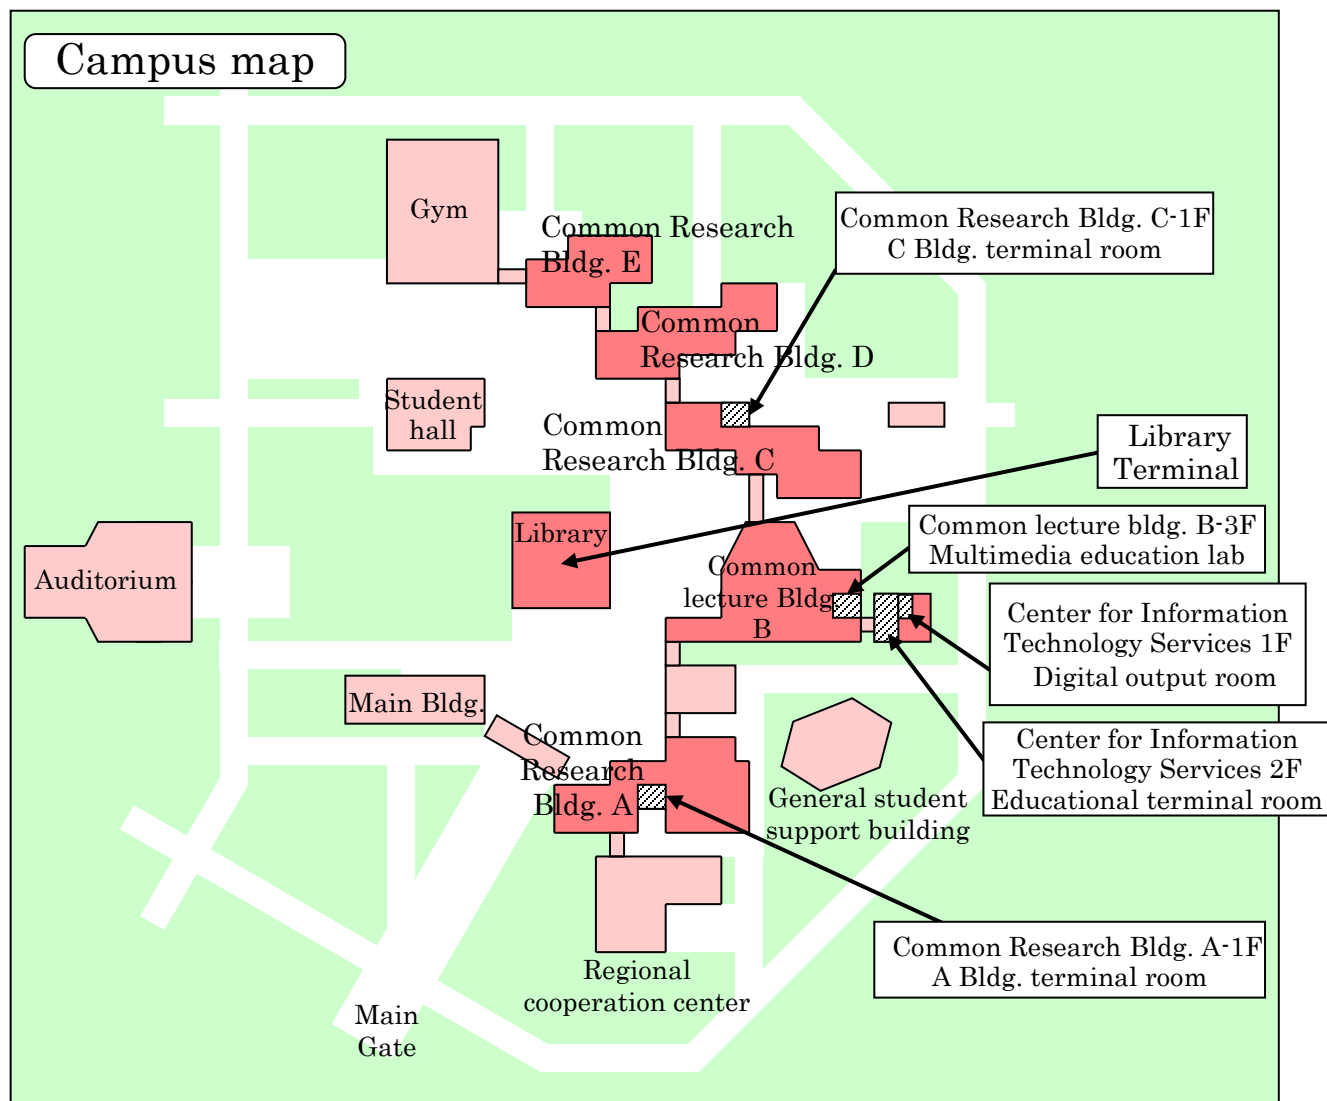 Campus map
Gym
Common Research
Bldg. E
Common Research Bldg. C-1F
C Bldg. terminal room
Common
Research Bldg. D
Student
hall
Common
Research Bldg. C
Library
Terminal
Library
Common lecture bldg. B-3F
Multimedia education lab
Auditorium
Common
lecture Bldg.
B
Center for Information
Technology Services 1F
Digital output room
Main Bldg.
Common
Research
Bldg. A
Center for Information
Technology Services 2F
Educational terminal room
General student
support building
Common Research Bldg. A-1F
A Bldg. terminal room
Regional
cooperation center
Main
Gate